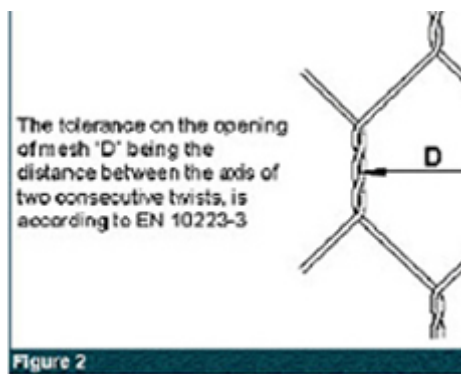 The tolerance on the opening
of mesh "D" being the
distance between the axis of
two consecutive twists, is
according to EN 10223-3
D
Figure 2